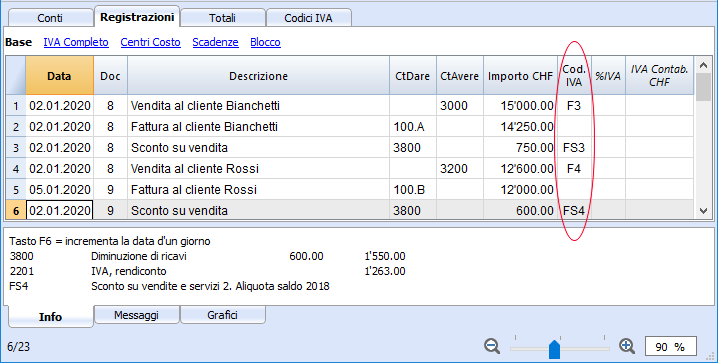 Conti Registrazioni Totali Codici IVA
Base IVA Completo Centri Costo Scadenze Blocco
Data Doc Descrizione CtDare CtAvere Importo CHF Cod. IVA %IVA IVA Contab. CHF
1 02.01.2020 8 Vendita al cliente Bianchetti 3000 15'000.00 F3
2 02.01.2020 8 Fattura al cliente Bianchetti 100.A 14'250.00
3 02.01.2020 8 Sconto su vendita 3800 750.00 FS3
4 02.01.2020 8 Vendita al cliente Rossi 3200 12'600.00 F4
5 05.01.2020 9 Fattura al cliente Rossi 100.B 12'000.00
6 02.01.2020 9 Sconto su vendita 3800 600.00 FS4
Tasto F6 = incrementa la data d'un giorno
3800 Diminuzione di ricavi 600.00 1'550.00
2201 IVA, rendiconto 1'263.00
FS4 Sconto su vendite e servizi 2. Aliquota saldo 2018
Info Messaggi Grafici
6/23 90 %